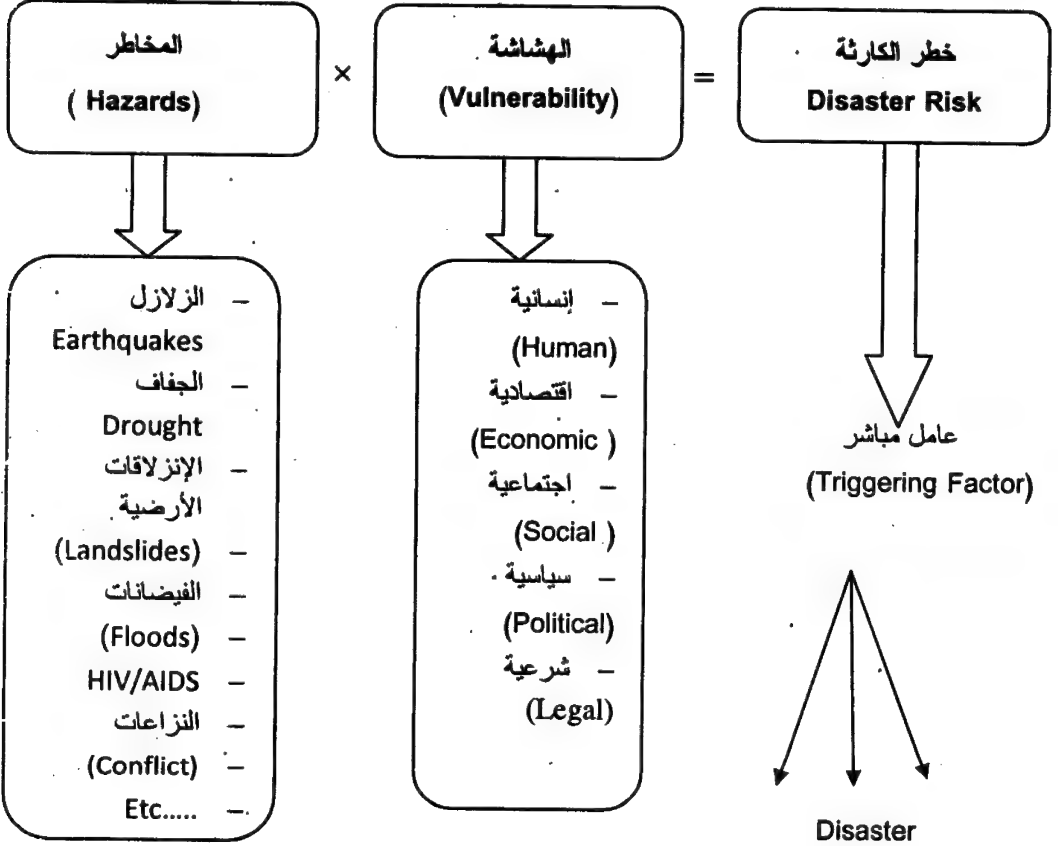 المخاطر
( Hazards)
×
الهشاشة
(Vulnerability)
=
خطر الكارثة
Disaster Risk
– الزلازل
Earthquakes
– الجفاف
Drought
– الإنزلاقات
الأرضية
– (Landslides)
– الفيضانات
– (Floods)
– HIV/AIDS
– النزاعات
– (Conflict)
– Etc.....
– إنسانية
(Human)
– اقتصادية
(Economic )
– اجتماعية
(Social )
– سياسية
(Political)
– شرعية
(Legal)
عامل مباشر
(Triggering Factor)
Disaster